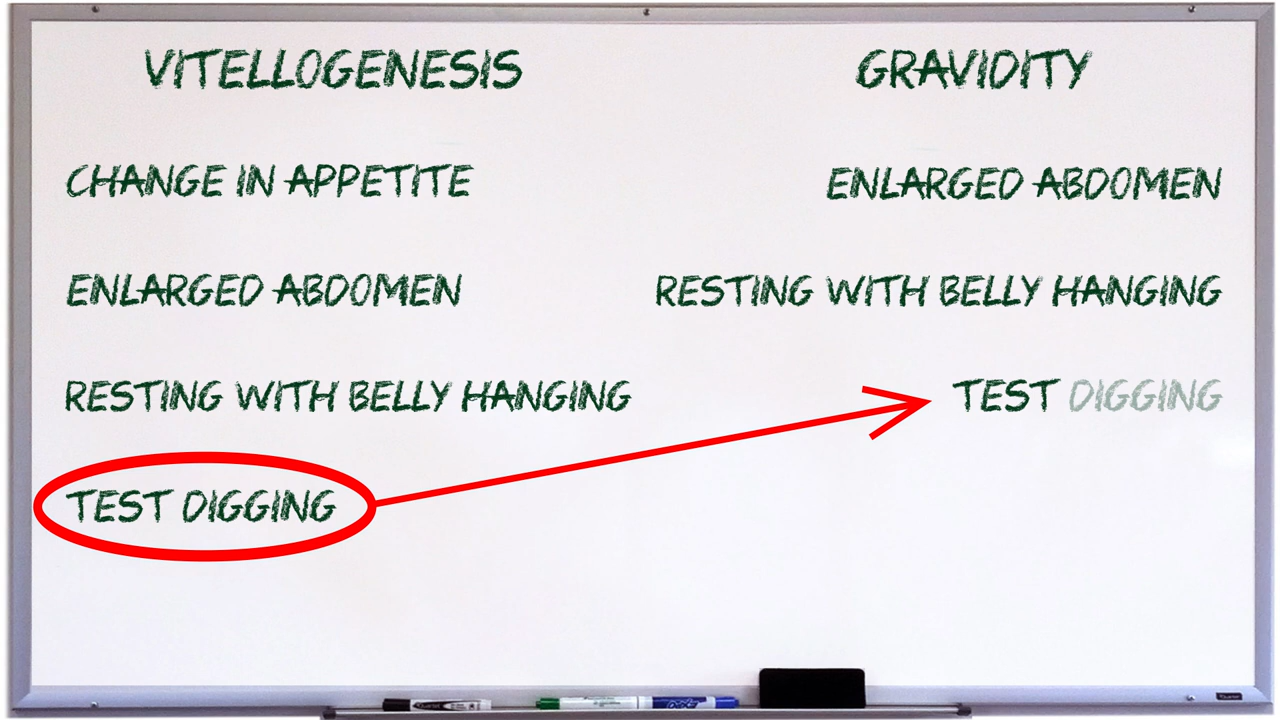 VITELLOGENESIS
CHANGE IN APPETITE
ENLARGED ABDOMEN
RESTING WITH BELLY HANGING
TEST DIGGING
GRAVIDITY
ENLARGED ABDOMEN
RESTING WITH BELLY HANGING
TEST DIGGING